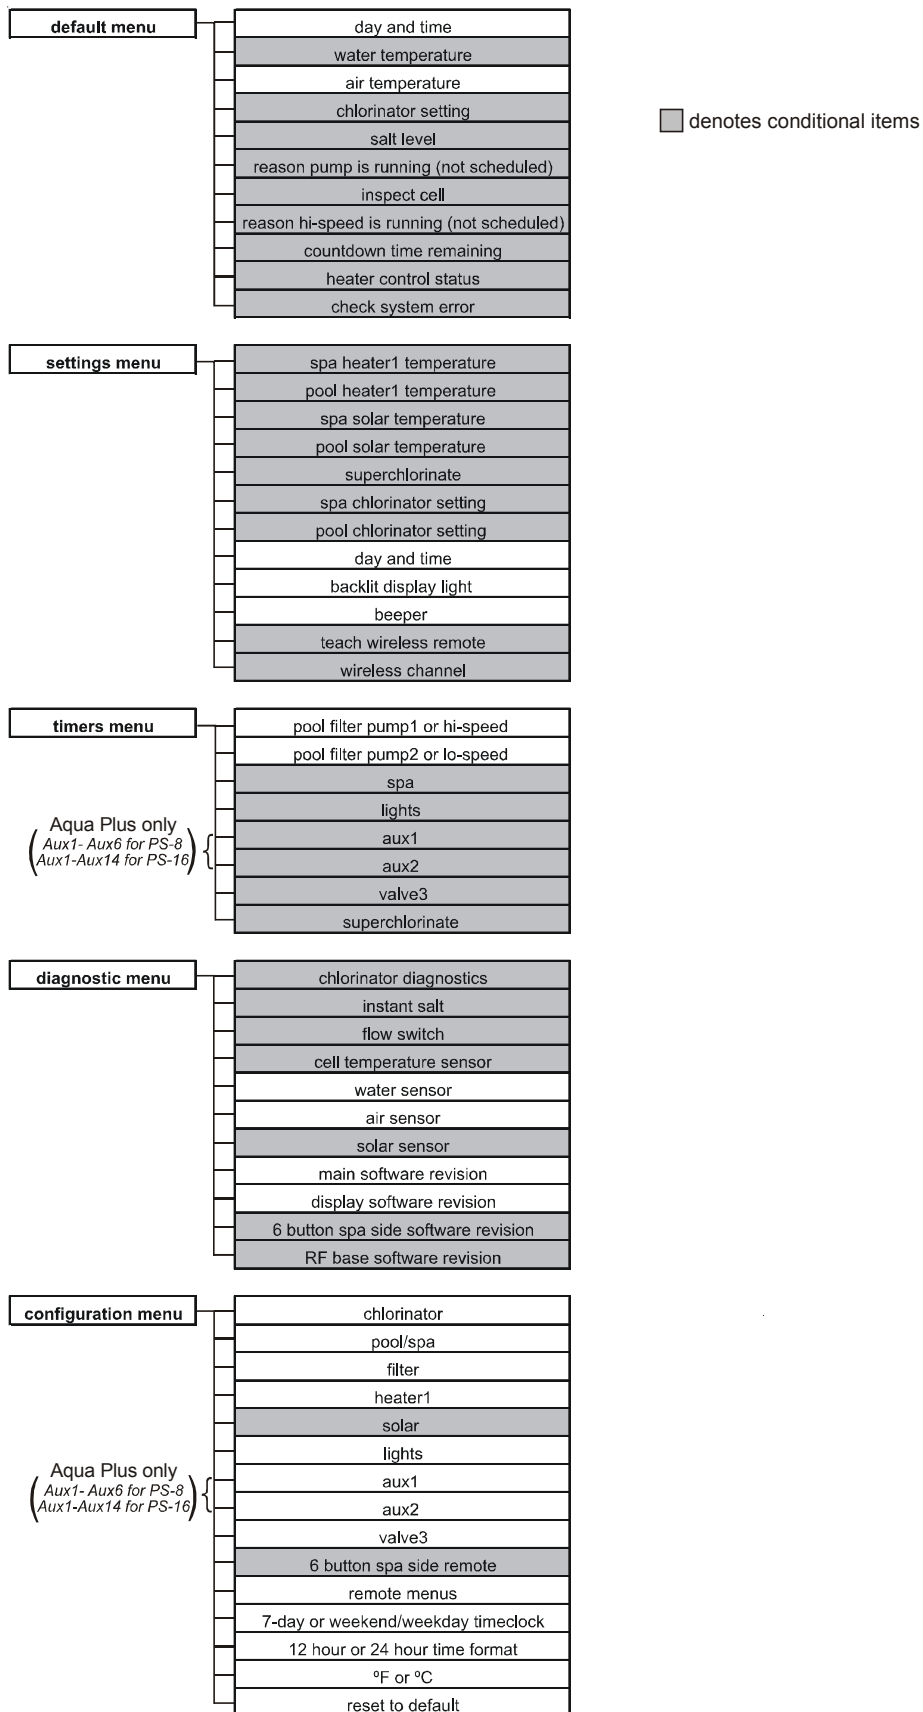 default menu
day and time
water temperature
air temperature
chlorinator setting
salt level
reason pump is running (not scheduled)
inspect cell
reason hi-speed is running (not scheduled)
countdown time remaining
heater control status
check system error
denotes conditional items
settings menu
spa heater1 temperature
pool heater1 temperature
spa solar temperature
pool solar temperature
superchlorinate
spa chlorinator setting
pool chlorinator setting
day and time
backlit display light
beeper
teach wireless remote
wireless channel
timers menu
pool filter pump1 or hi-speed
pool filter pump2 or lo-speed
spa
lights
Aqua Plus only
(Aux1- Aux6 for PS-8
Aux1-Aux14 for PS-16)
aux1
aux2
valve3
superchlorinate
diagnostic menu
chlorinator diagnostics
instant salt
flow switch
cell temperature sensor
water sensor
air sensor
solar sensor
main software revision
display software revision
6 button spa side software revision
RF base software revision
configuration menu
chlorinator
pool/spa
filter
heater1
solar
lights
Aqua Plus only
(Aux1- Aux6 for PS-8
Aux1-Aux14 for PS-16)
aux1
aux2
valve3
6 button spa side remote
remote menus
7-day or weekend/weekday timeclock
12 hour or 24 hour time format
ºF or ºC
reset to default